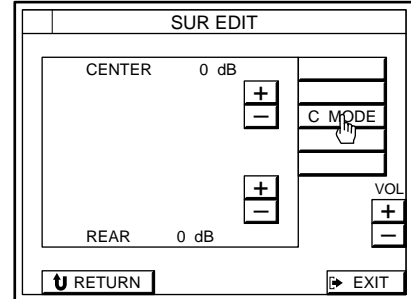 SUR EDIT
CENTER 0 dB
+
−
C MODE
+
−
VOL
+
−
REAR 0 dB
RETURN
EXIT